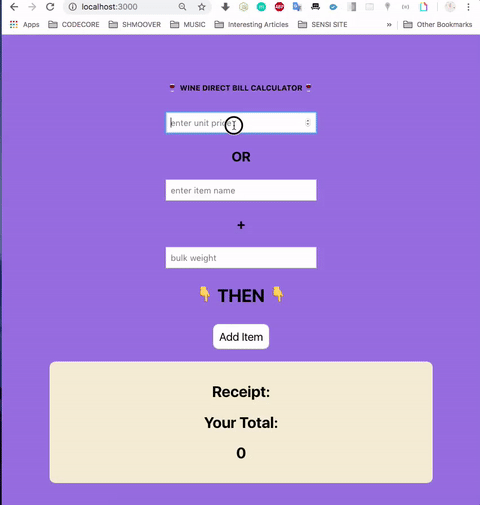 localhost:3000
Apps CODECORE SHMOOVER MUSIC Interesting Articles SENSI SITE » Other Bookmarks
WINE DIRECT BILL CALCULATOR
enter unit price
OR
enter item name
+
bulk weight
👇 THEN 👇
Add Item
Receipt:
Your Total:
0